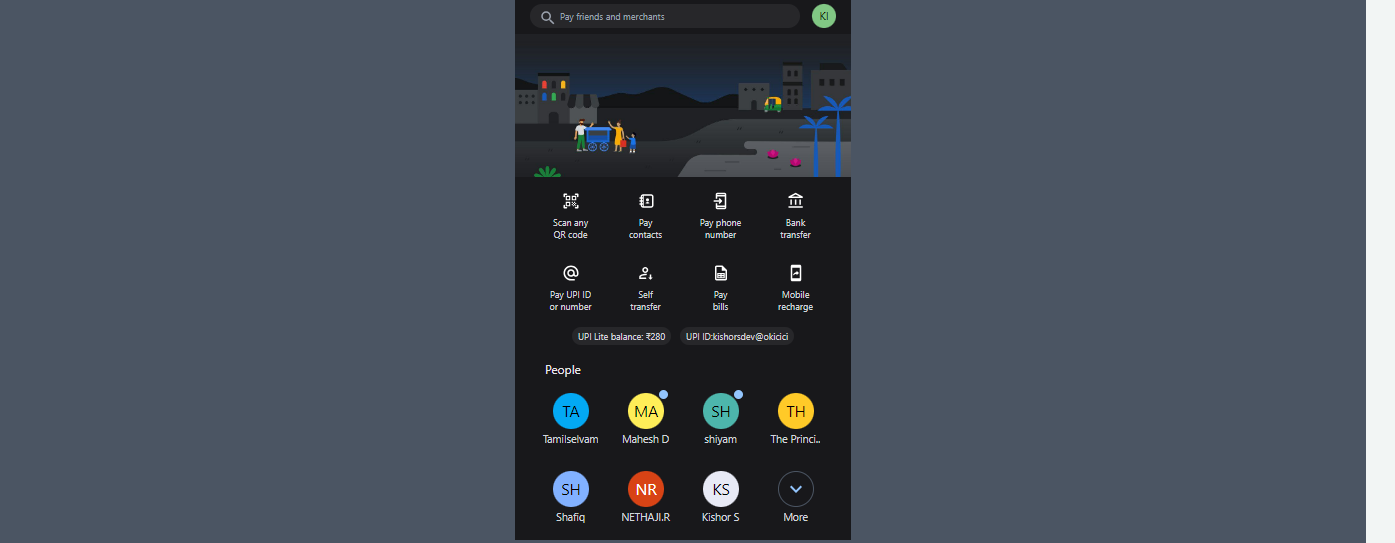 Pay friends and merchants
KI
Scan any
QR code
Pay
contacts
Pay phone
number
Bank
transfer
Pay UPI ID
or number
Self
transfer
Pay
bills
Mobile
recharge
UPI Lite balance: ₹280
UPI ID:kishorsdev@okicici
People
TA
MA
SH
TH
Tamilselvam
Mahesh D
shiyam
The Princi..
SH
NR
KS
Shafiq
NETHAJI.R
Kishor S
More